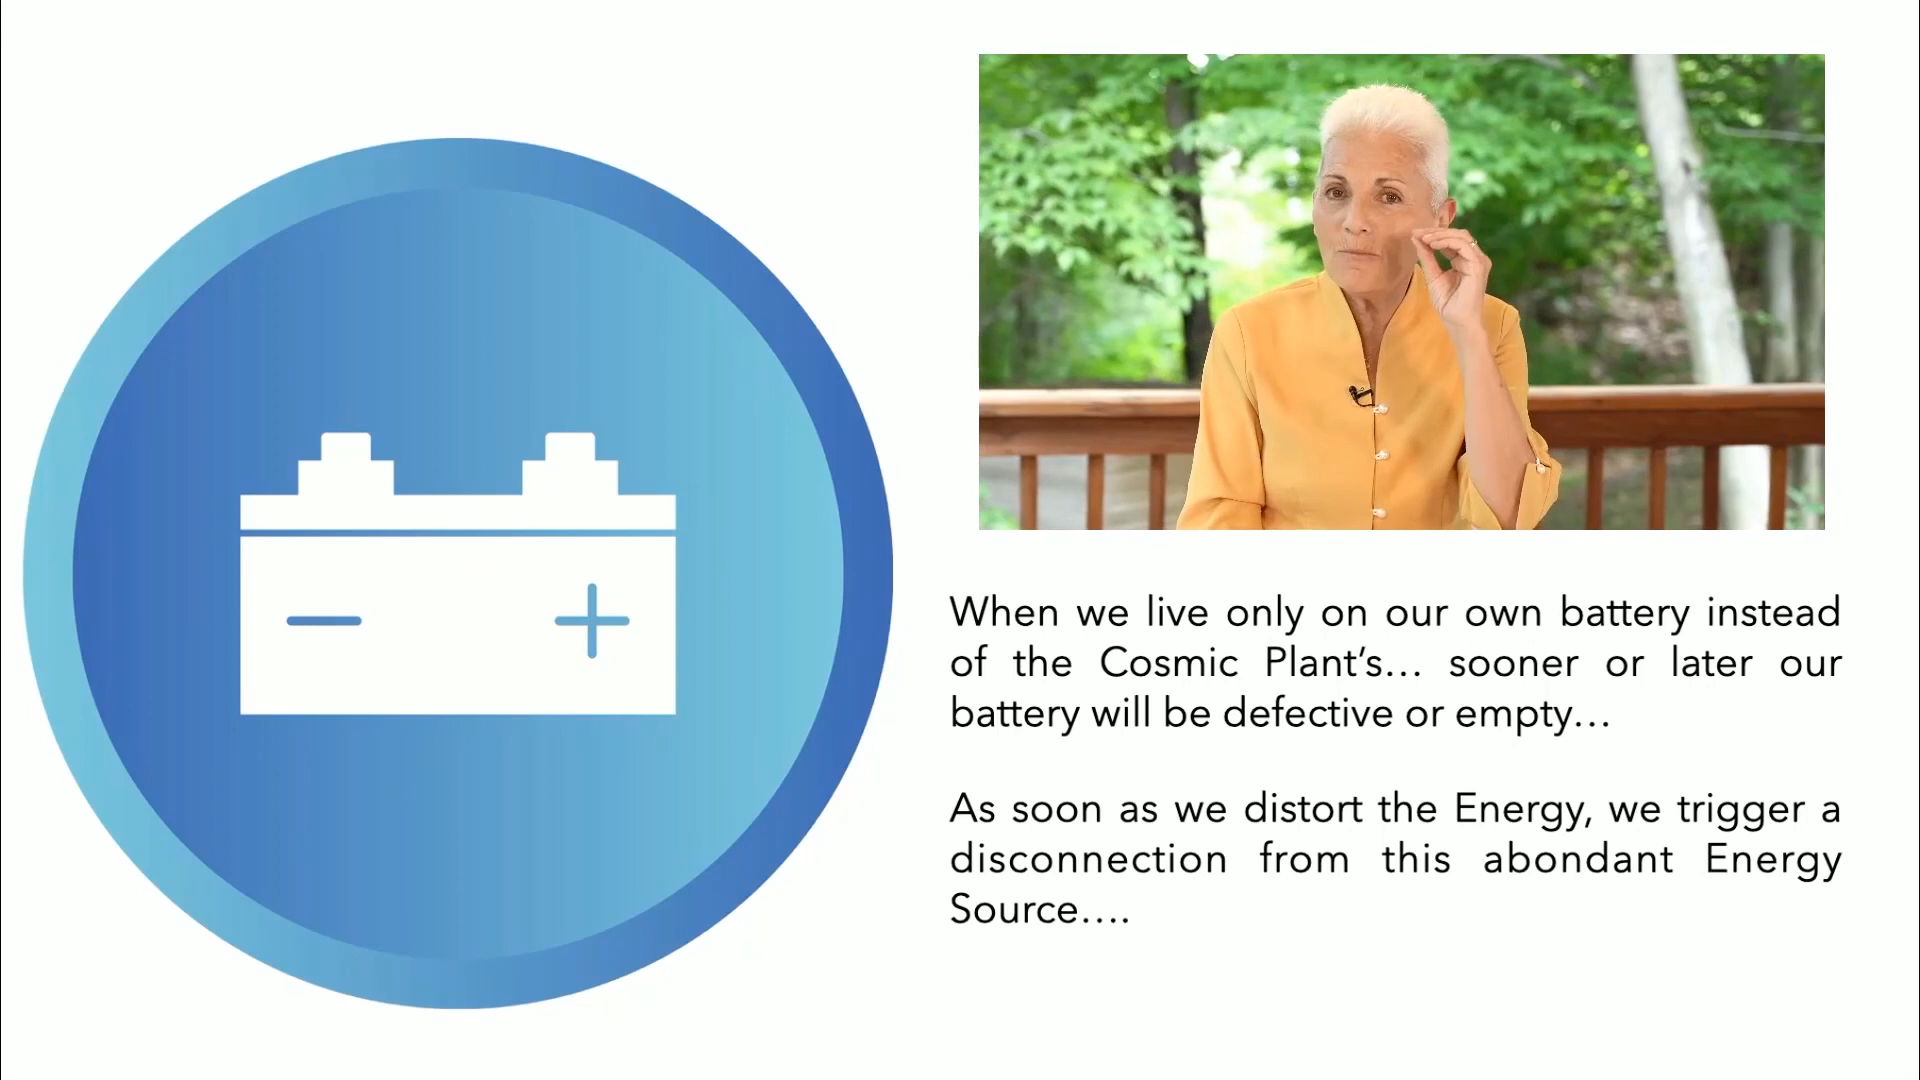 When we live only on our own battery instead
of the Cosmic Plant’s… sooner or later our
battery will be defective or empty…
As soon as we distort the Energy, we trigger a
disconnection from this abondant Energy
Source….